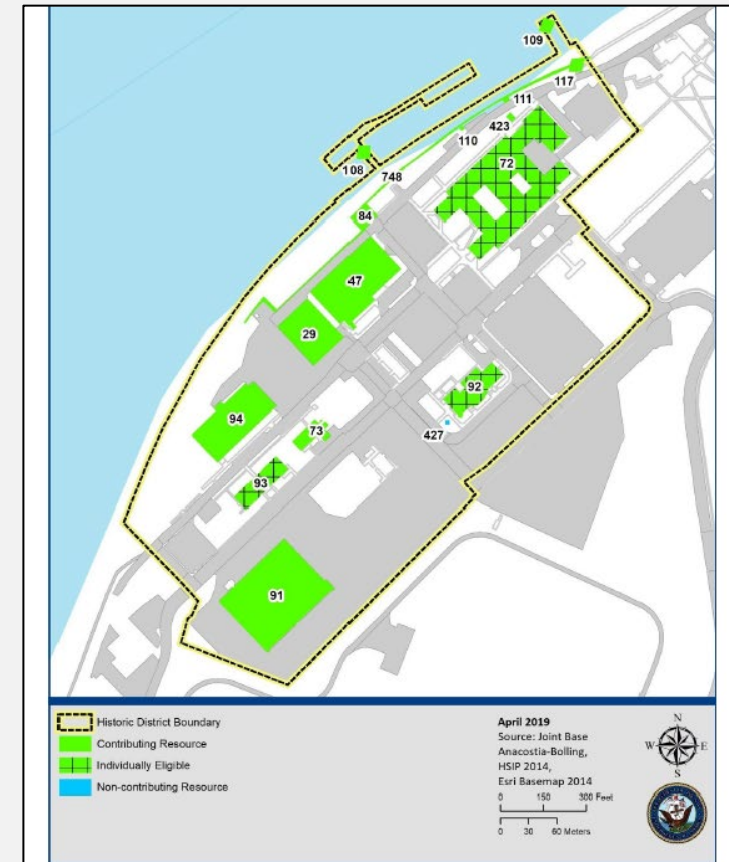 109
117
111
423
110
72
108
748
84
47
29
92
94
73
427
93
91
Historic District Boundary
Contributing Resource
Individually Eligible
Non-contributing Resource
April 2019
Source: Joint Base
Anacostia-Bolling,
HSIP 2014,
Esri Basemap 2014
0 150 300 Feet
0 30 60 Meters
N
W E
S